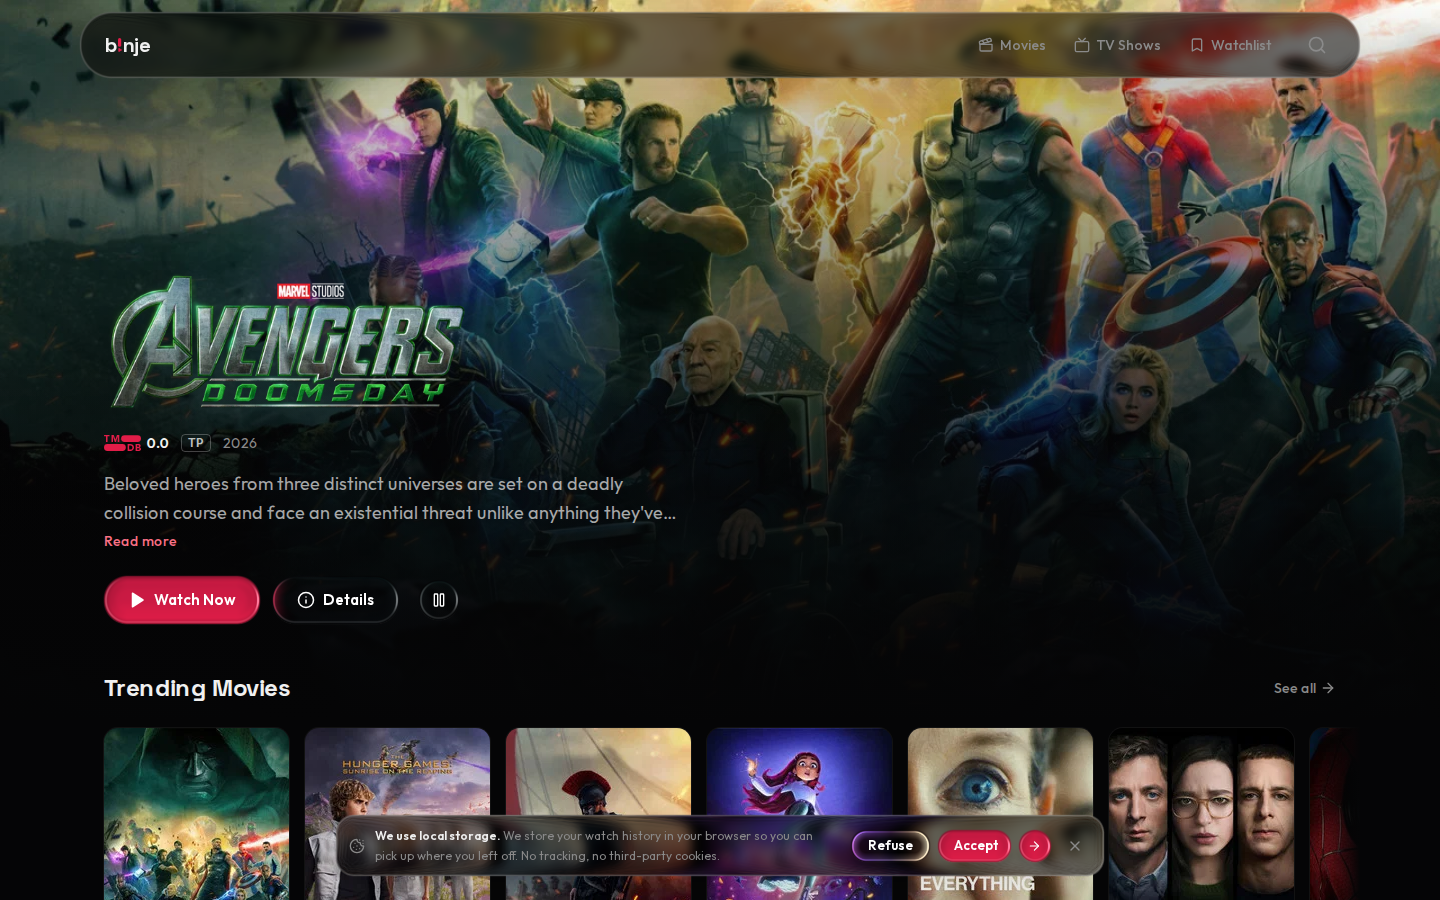 b!nje
Movies
TV Shows
Watchlist
MARVEL STUDIOS
AVENGERS
DOOMSDAY
TMDB 0.0 TP 2026
Beloved heroes from three distinct universes are set on a deadly
collision course and face an existential threat unlike anything they've...
Read more
Watch Now
Details
Trending Movies
See all
THE
HUNGER GAMES:
SUNRISE ON THE REAPING
EVERYTHING
We use local storage. We store your watch history in your browser so you can
pick up where you left off. No tracking, no third-party cookies.
Refuse
Accept